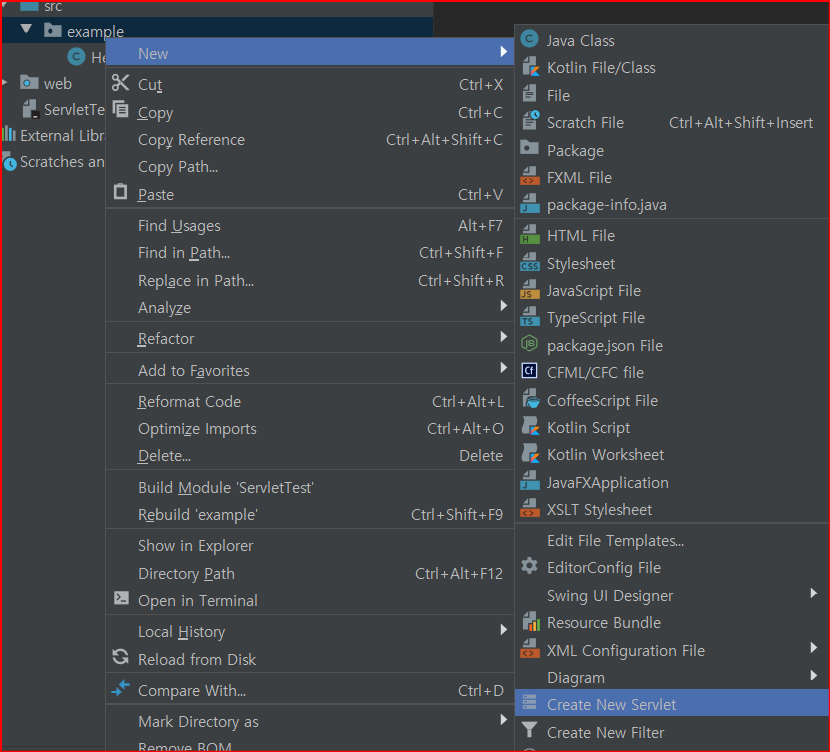 src
example
He
web
ServletTe
External Libr
Scratches an
New
Cut Ctrl+X
Copy Ctrl+C
Copy Reference Ctrl+Alt+Shift+C
Copy Path...
Paste Ctrl+V
Find Usages Alt+F7
Find in Path... Ctrl+Shift+F
Replace in Path... Ctrl+Shift+R
Analyze
Refactor
Add to Favorites
Reformat Code Ctrl+Alt+L
Optimize Imports Ctrl+Alt+O
Delete... Delete
Build Module 'ServletTest'
Rebuild 'example' Ctrl+Shift+F9
Show in Explorer
Directory Path Ctrl+Alt+F12
Open in Terminal
Local History
Reload from Disk
Compare With... Ctrl+D
Mark Directory as
Remove BOM
Java Class
Kotlin File/Class
File
Scratch File Ctrl+Alt+Shift+Insert
Package
FXML File
package-info.java
HTML File
Stylesheet
JavaScript File
TypeScript File
package.json File
CFML/CFC file
CoffeeScript File
Kotlin Script
Kotlin Worksheet
JavaFXApplication
XSLT Stylesheet
Edit File Templates...
EditorConfig File
Swing UI Designer
Resource Bundle
XML Configuration File
Diagram
Create New Servlet
Create New Filter